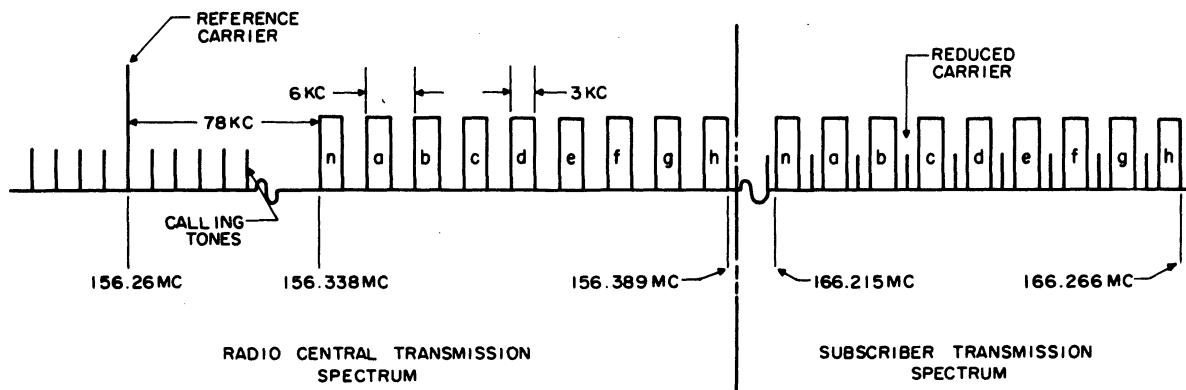 REFERENCE
CARRIER
REDUCED
CARRIER
6 KC
3 KC
78 KC
n a b c d e f g h
n a b c d e f g h
CALLING
TONES
156.26 MC
156.338 MC
156.389 MC
166.215 MC
166.266 MC
RADIO CENTRAL TRANSMISSION
SPECTRUM
SUBSCRIBER TRANSMISSION
SPECTRUM